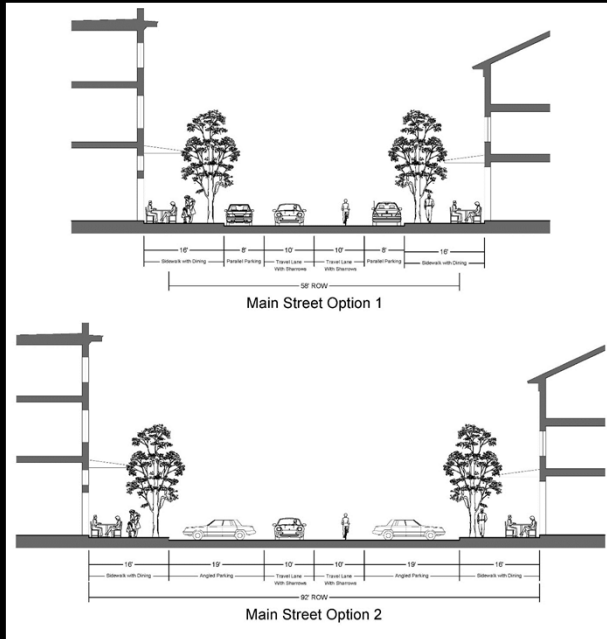 16' 8' 10' 10' 8' 16'
Sidewalk with Dining Parallel Parking Travel Lane With Sharrows Travel Lane With Sharrows Parallel Parking Sidewalk with Dining
58' ROW
Main Street Option 1
16' 19' 10' 10' 19' 16'
Sidewalk with Dining Angled Parking Travel Lane With Sharrows Travel Lane With Sharrows Angled Parking Sidewalk with Dining
92' ROW
Main Street Option 2